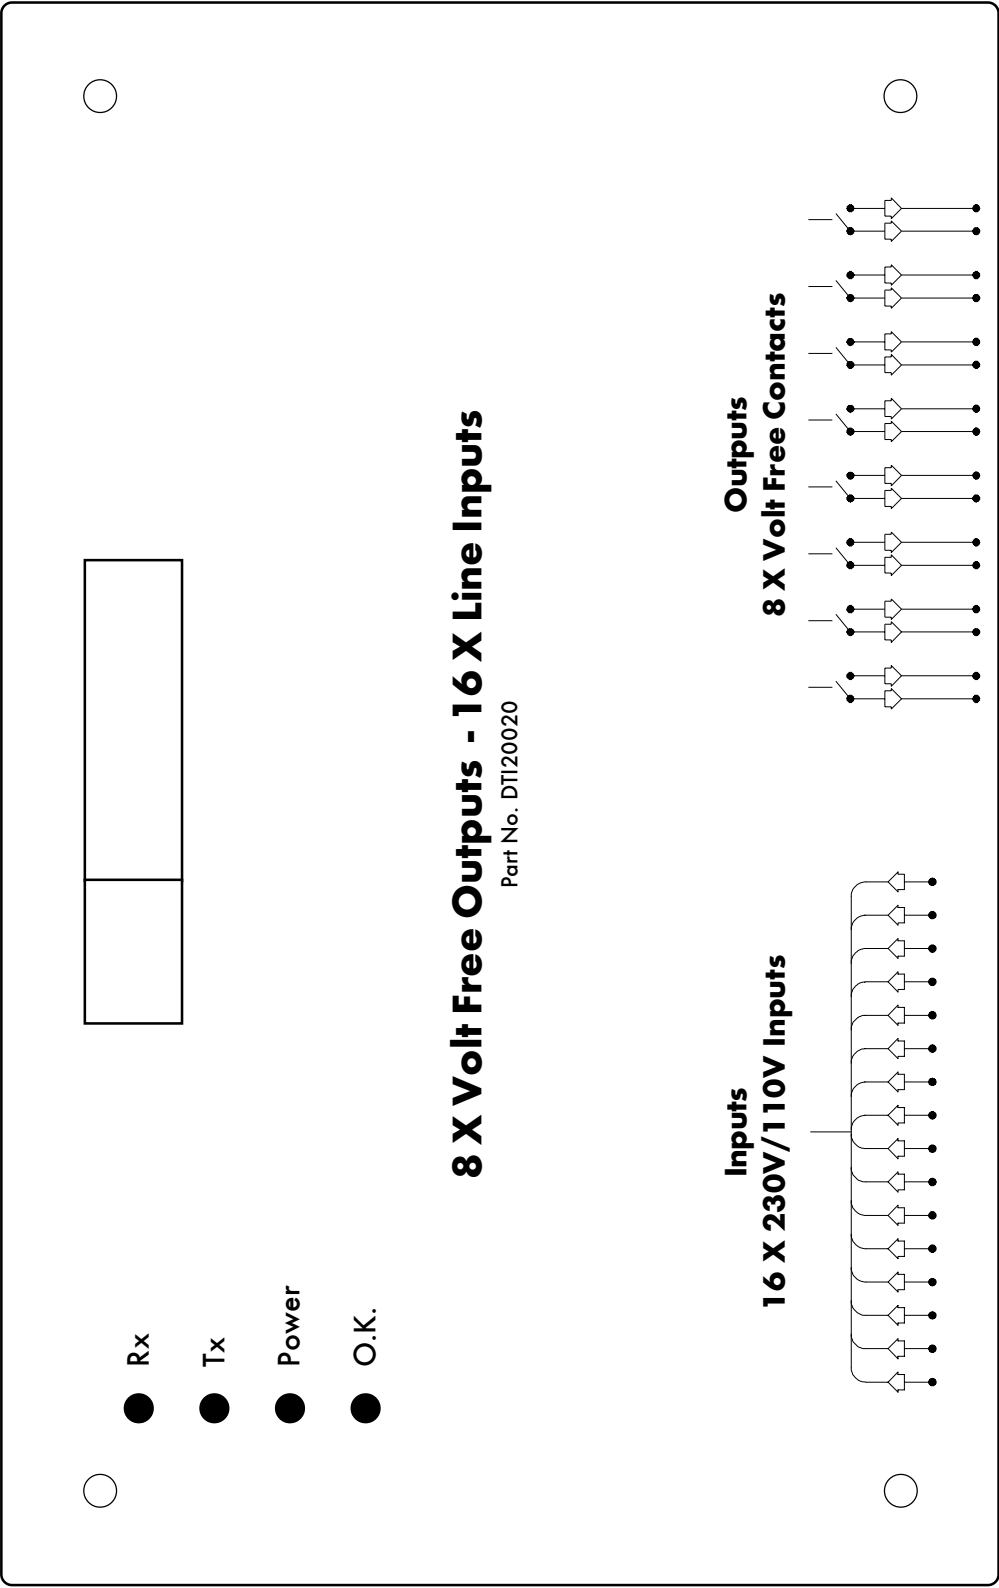 Rx
Tx
Power
O.K.
8 X Volt Free Outputs - 16 X Line Inputs
Part No. DTI20020
Inputs
16 X 230V/110V Inputs
Outputs
8 X Volt Free Contacts